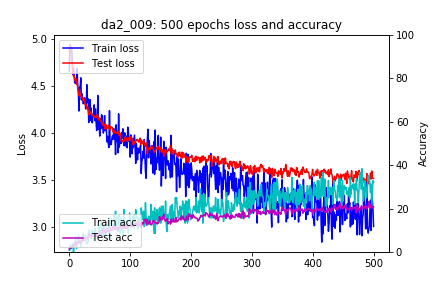 da2_009: 500 epochs loss and accuracy
5.0
4.5
4.0
3.5
3.0
Loss
Train loss
Test loss
Train acc
Test acc
100
80
60
40
20
0
Accuracy
0 100 200 300 400 500